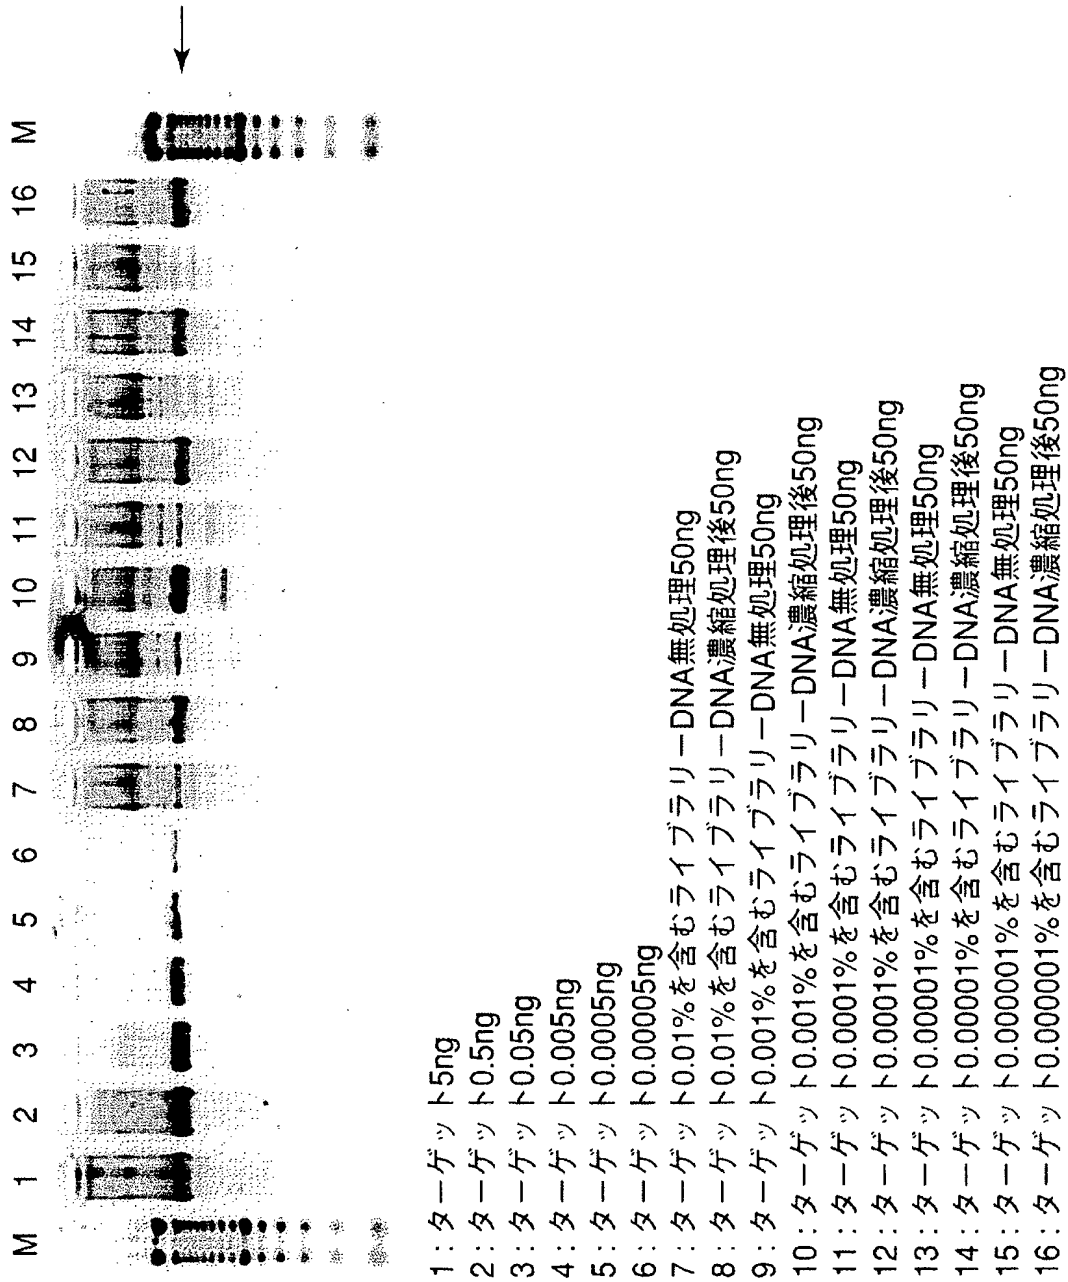 M 1 2 3 4 5 6 7 8 9 10 11 12 13 14 15 16 M
1：ターゲット5ng
2：ターゲット0.5ng
3：ターゲット0.05ng
4：ターゲット0.005ng
5：ターゲット0.0005ng
6：ターゲット0.00005ng
7：ターゲット0.01%を含むライブラリーDNA無処理50ng
8：ターゲット0.01%を含むライブラリーDNA濃縮処理後50ng
9：ターゲット0.001%を含むライブラリーDNA無処理50ng
10：ターゲット0.001%を含むライブラリーDNA濃縮処理後50ng
11：ターゲット0.0001%を含むライブラリーDNA無処理50ng
12：ターゲット0.0001%を含むライブラリーDNA濃縮処理後50ng
13：ターゲット0.00001%を含むライブラリーDNA無処理50ng
14：ターゲット0.00001%を含むライブラリーDNA濃縮処理後50ng
15：ターゲット0.000001%を含むライブラリーDNA無処理50ng
16：ターゲット0.000001%を含むライブラリーDNA濃縮処理後50ng